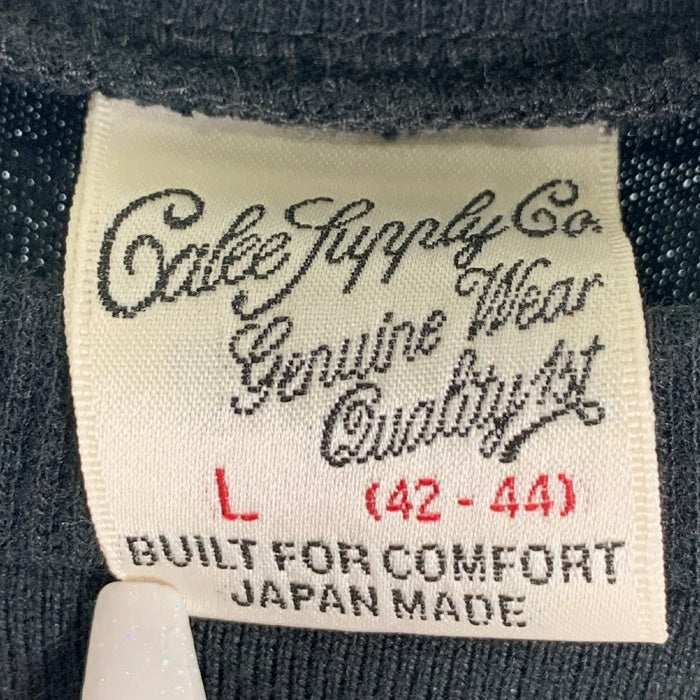 Calee Supply Co.
Genuine Wear
Quality 1st
L (42 - 44)
BUILT FOR COMFORT
JAPAN MADE